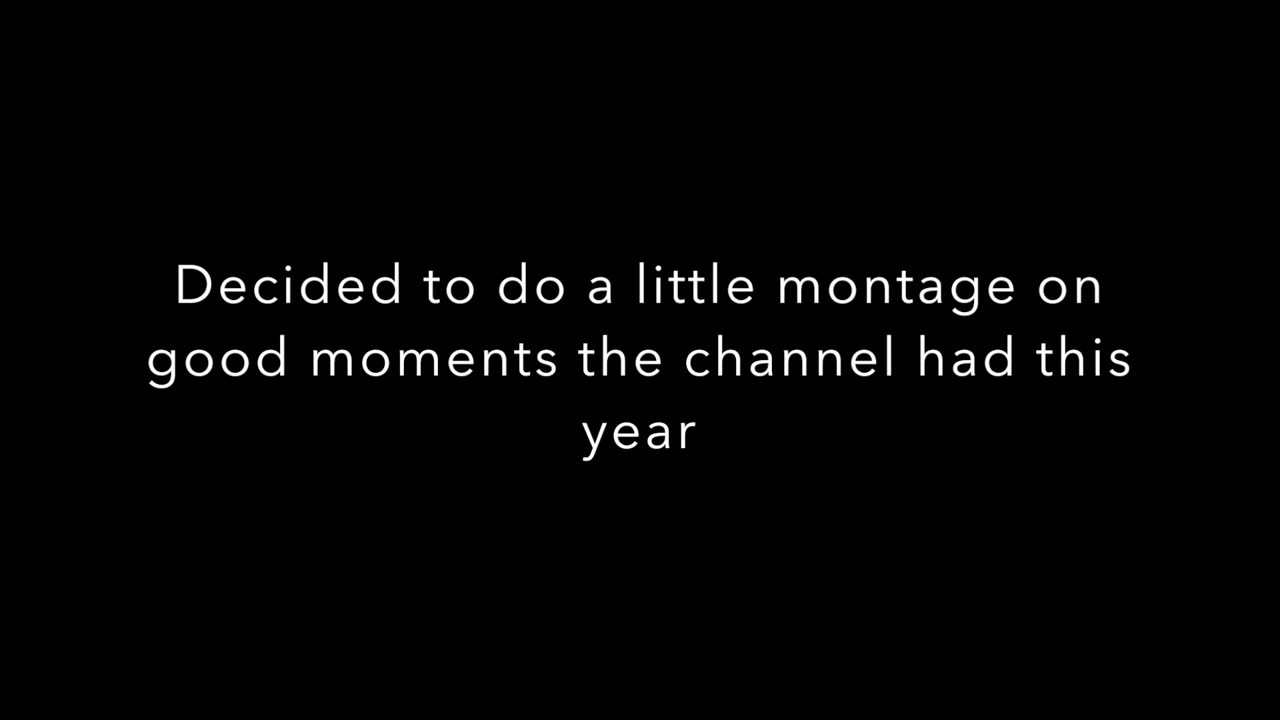 Decided to do a little montage on
good moments the channel had this
year